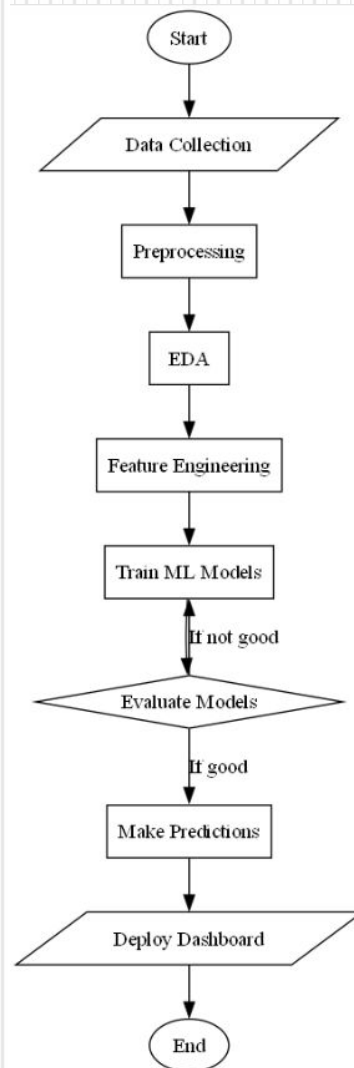 Start
Data Collection
Preprocessing
EDA
Feature Engineering
Train ML Models
If not good
Evaluate Models
If good
Make Predictions
Deploy Dashboard
End